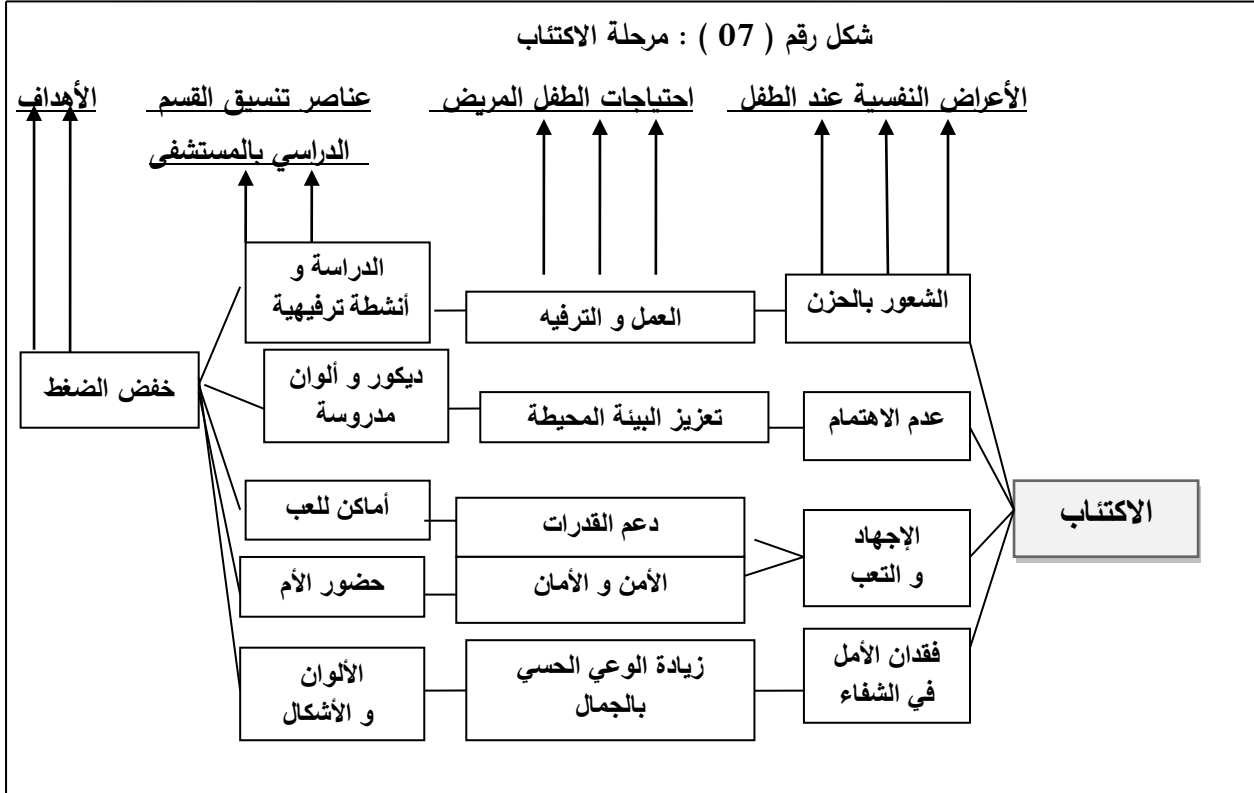 شكل رقم ( 07 ) : مرحلة الاكتئاب
الأعراض النفسية عند الطفل
احتياجات الطفل المريض
عناصر تنسيق القسم
الدراسي بالمستشفى
الأهداف
الشعور بالحزن
العمل و الترفيه
الدراسة و
أنشطة ترفيهية
عدم الاهتمام
تعزيز البيئة المحيطة
ديكور و ألوان
مدروسة
خفض الضغط
الاكتئاب
الإجهاد
و التعب
دعم القدرات
الأمن و الأمان
أماكن للعب
حضور الأم
فقدان الأمل
في الشفاء
زيادة الوعي الحسي
بالجمال
الألوان
و الأشكال